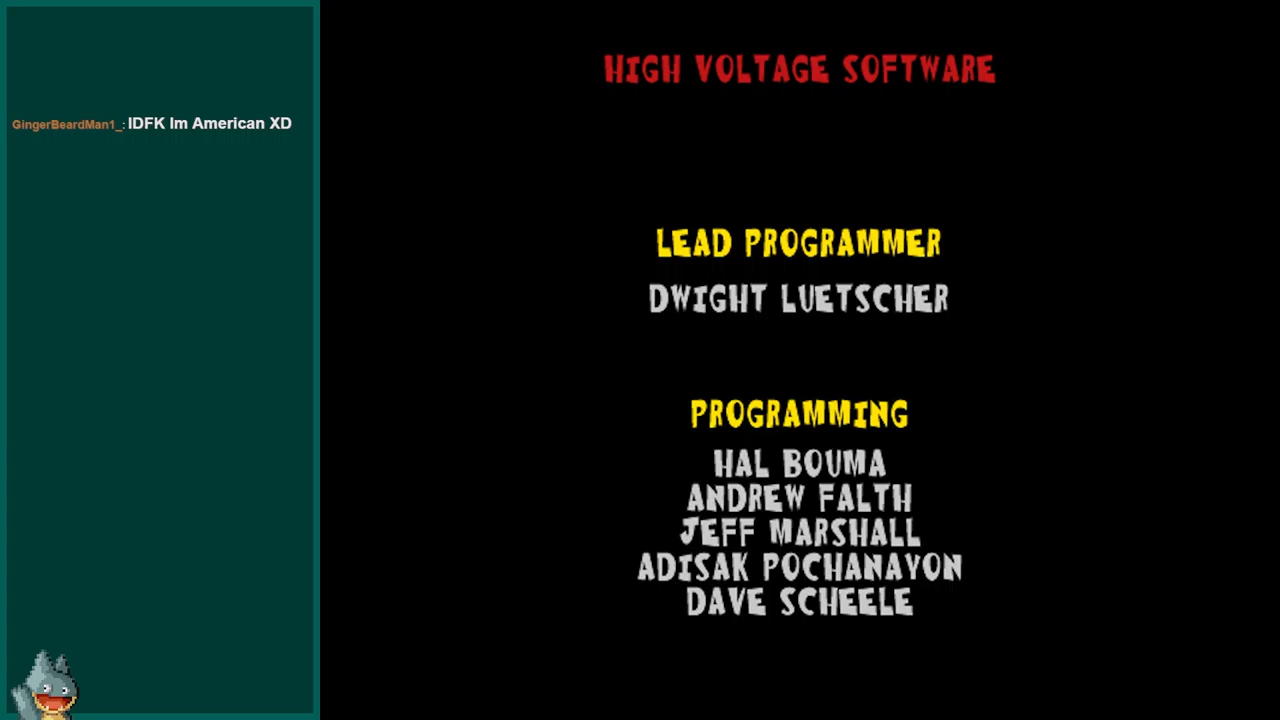 GingerBeardMan1_: IDFK Im American XD
HIGH VOLTAGE SOFTWARE
LEAD PROGRAMMER
DWIGHT LUETSCHER
PROGRAMMING
HAL BOUMA
ANDREW FALTH
JEFF MARSHALL
ADISAK POCHANAYON
DAVE SCHEELE